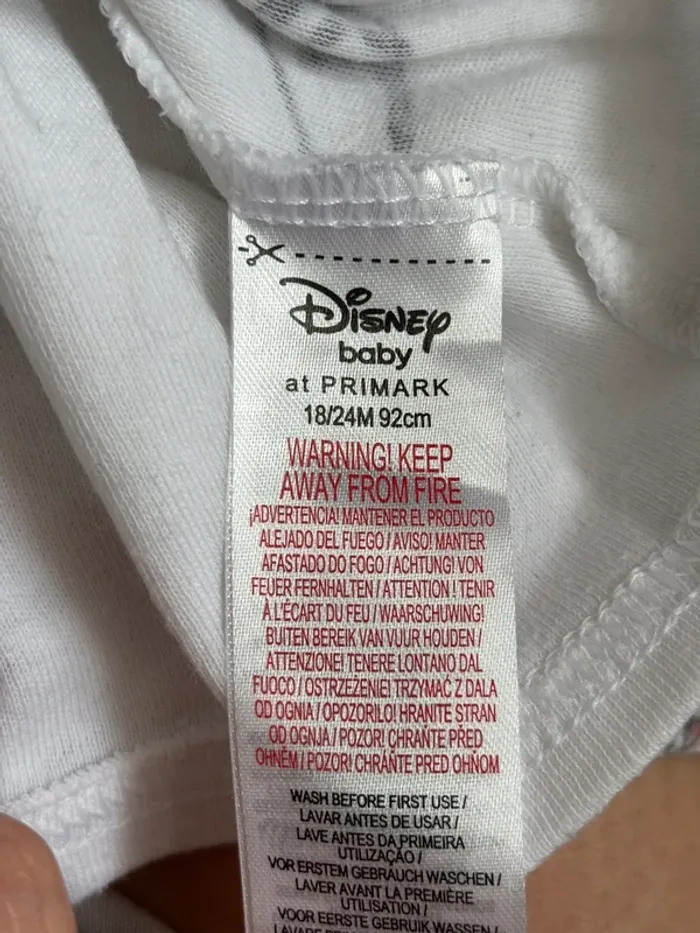 Disney
baby
at PRIMARK
18/24M 92cm
WARNING! KEEP
AWAY FROM FIRE
¡ADVERTENCIA! MANTENER EL PRODUCTO
ALEJADO DEL FUEGO / AVISO! MANTER
AFASTADO DO FOGO / ACHTUNG! VON
FEUER FERNHALTEN / ATTENTION ! TENIR
À L'ÉCART DU FEU / WAARSCHUWING!
BUITEN BEREIK VAN VUUR HOUDEN /
ATTENZIONE! TENERE LONTANO DAL
FUOCO / OSTRZEŻENIE! TRZYMAĆ Z DALA
OD OGNIA / OPOZORILO! HRANITE STRAN
OD OGNJA / POZOR! CHRAŇTE PŘED
OHNĚM / POZOR! CHRÁŇTE PRED OHŇOM
WASH BEFORE FIRST USE /
LAVAR ANTES DE USAR /
LAVE ANTES DA PRIMEIRA
UTILIZAÇÃO /
VOR ERSTEM GEBRAUCH WASCHEN /
LAVER AVANT LA PREMIÈRE
UTILISATION /
VOOR EERSTE GEBRUIK WASSEN /